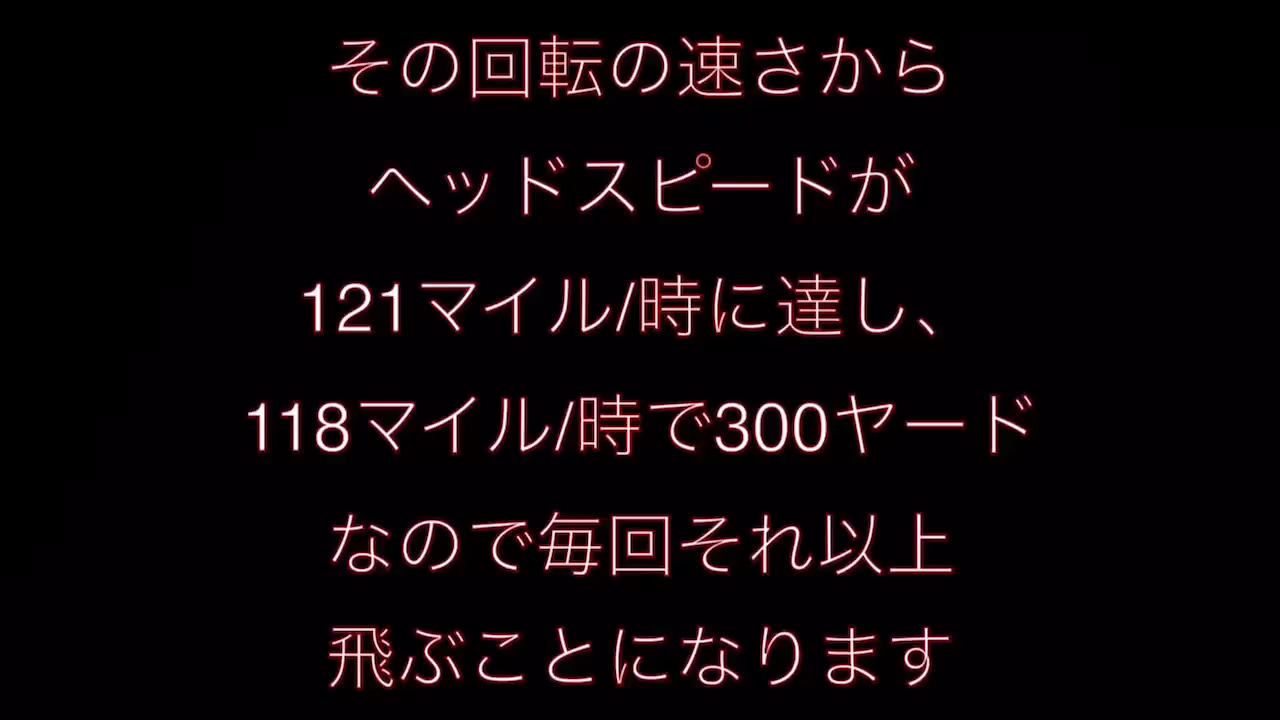 その回転の速さから
ヘッドスピードが
121マイル/時に達し、
118マイル/時で300ヤード
なので毎回それ以上
飛ぶことになります